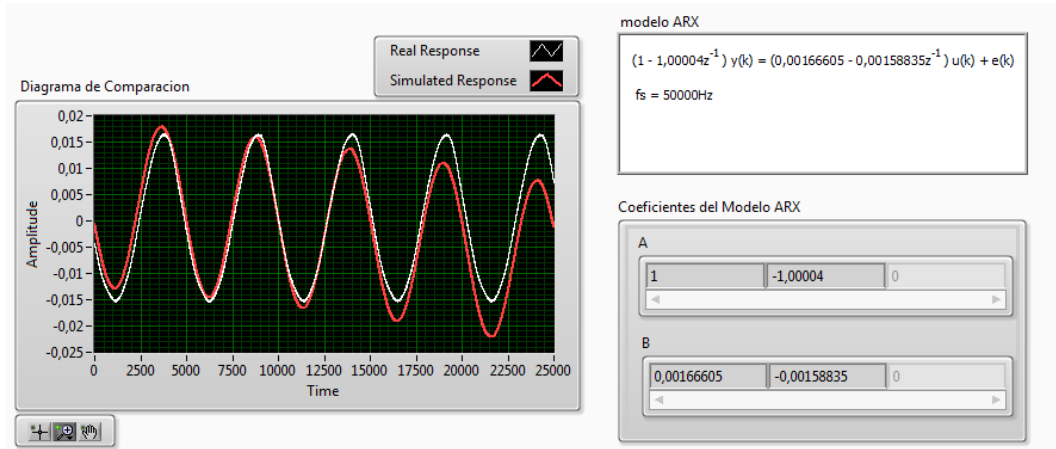 modelo ARX
(1 - 1,00004z^-1 ) y(k) = (0,00166605 - 0,00158835z^-1 ) u(k) + e(k)
fs = 50000Hz
Real Response
Simulated Response
Diagrama de Comparacion
Amplitude
0,02
0,015
0,01
0,005
0
-0,005
-0,01
-0,015
-0,02
-0,025
0 2500 5000 7500 10000 12500 15000 17500 20000 22500 25000
Time
Coeficientes del Modelo ARX
A
1 -1,00004 0
B
0,00166605 -0,00158835 0